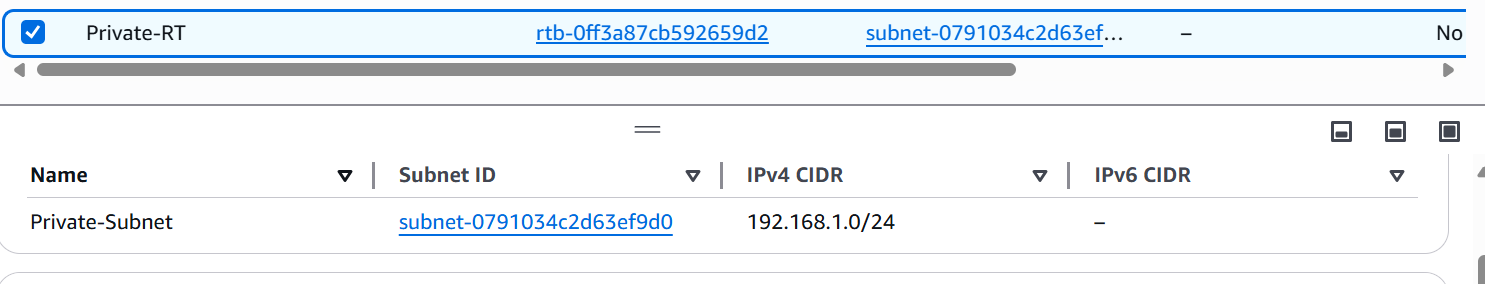 Private-RT rtb-0ff3a87cb592659d2 subnet-0791034c2d63ef... – No
Name Subnet ID IPv4 CIDR IPv6 CIDR
Private-Subnet subnet-0791034c2d63ef9d0 192.168.1.0/24 –